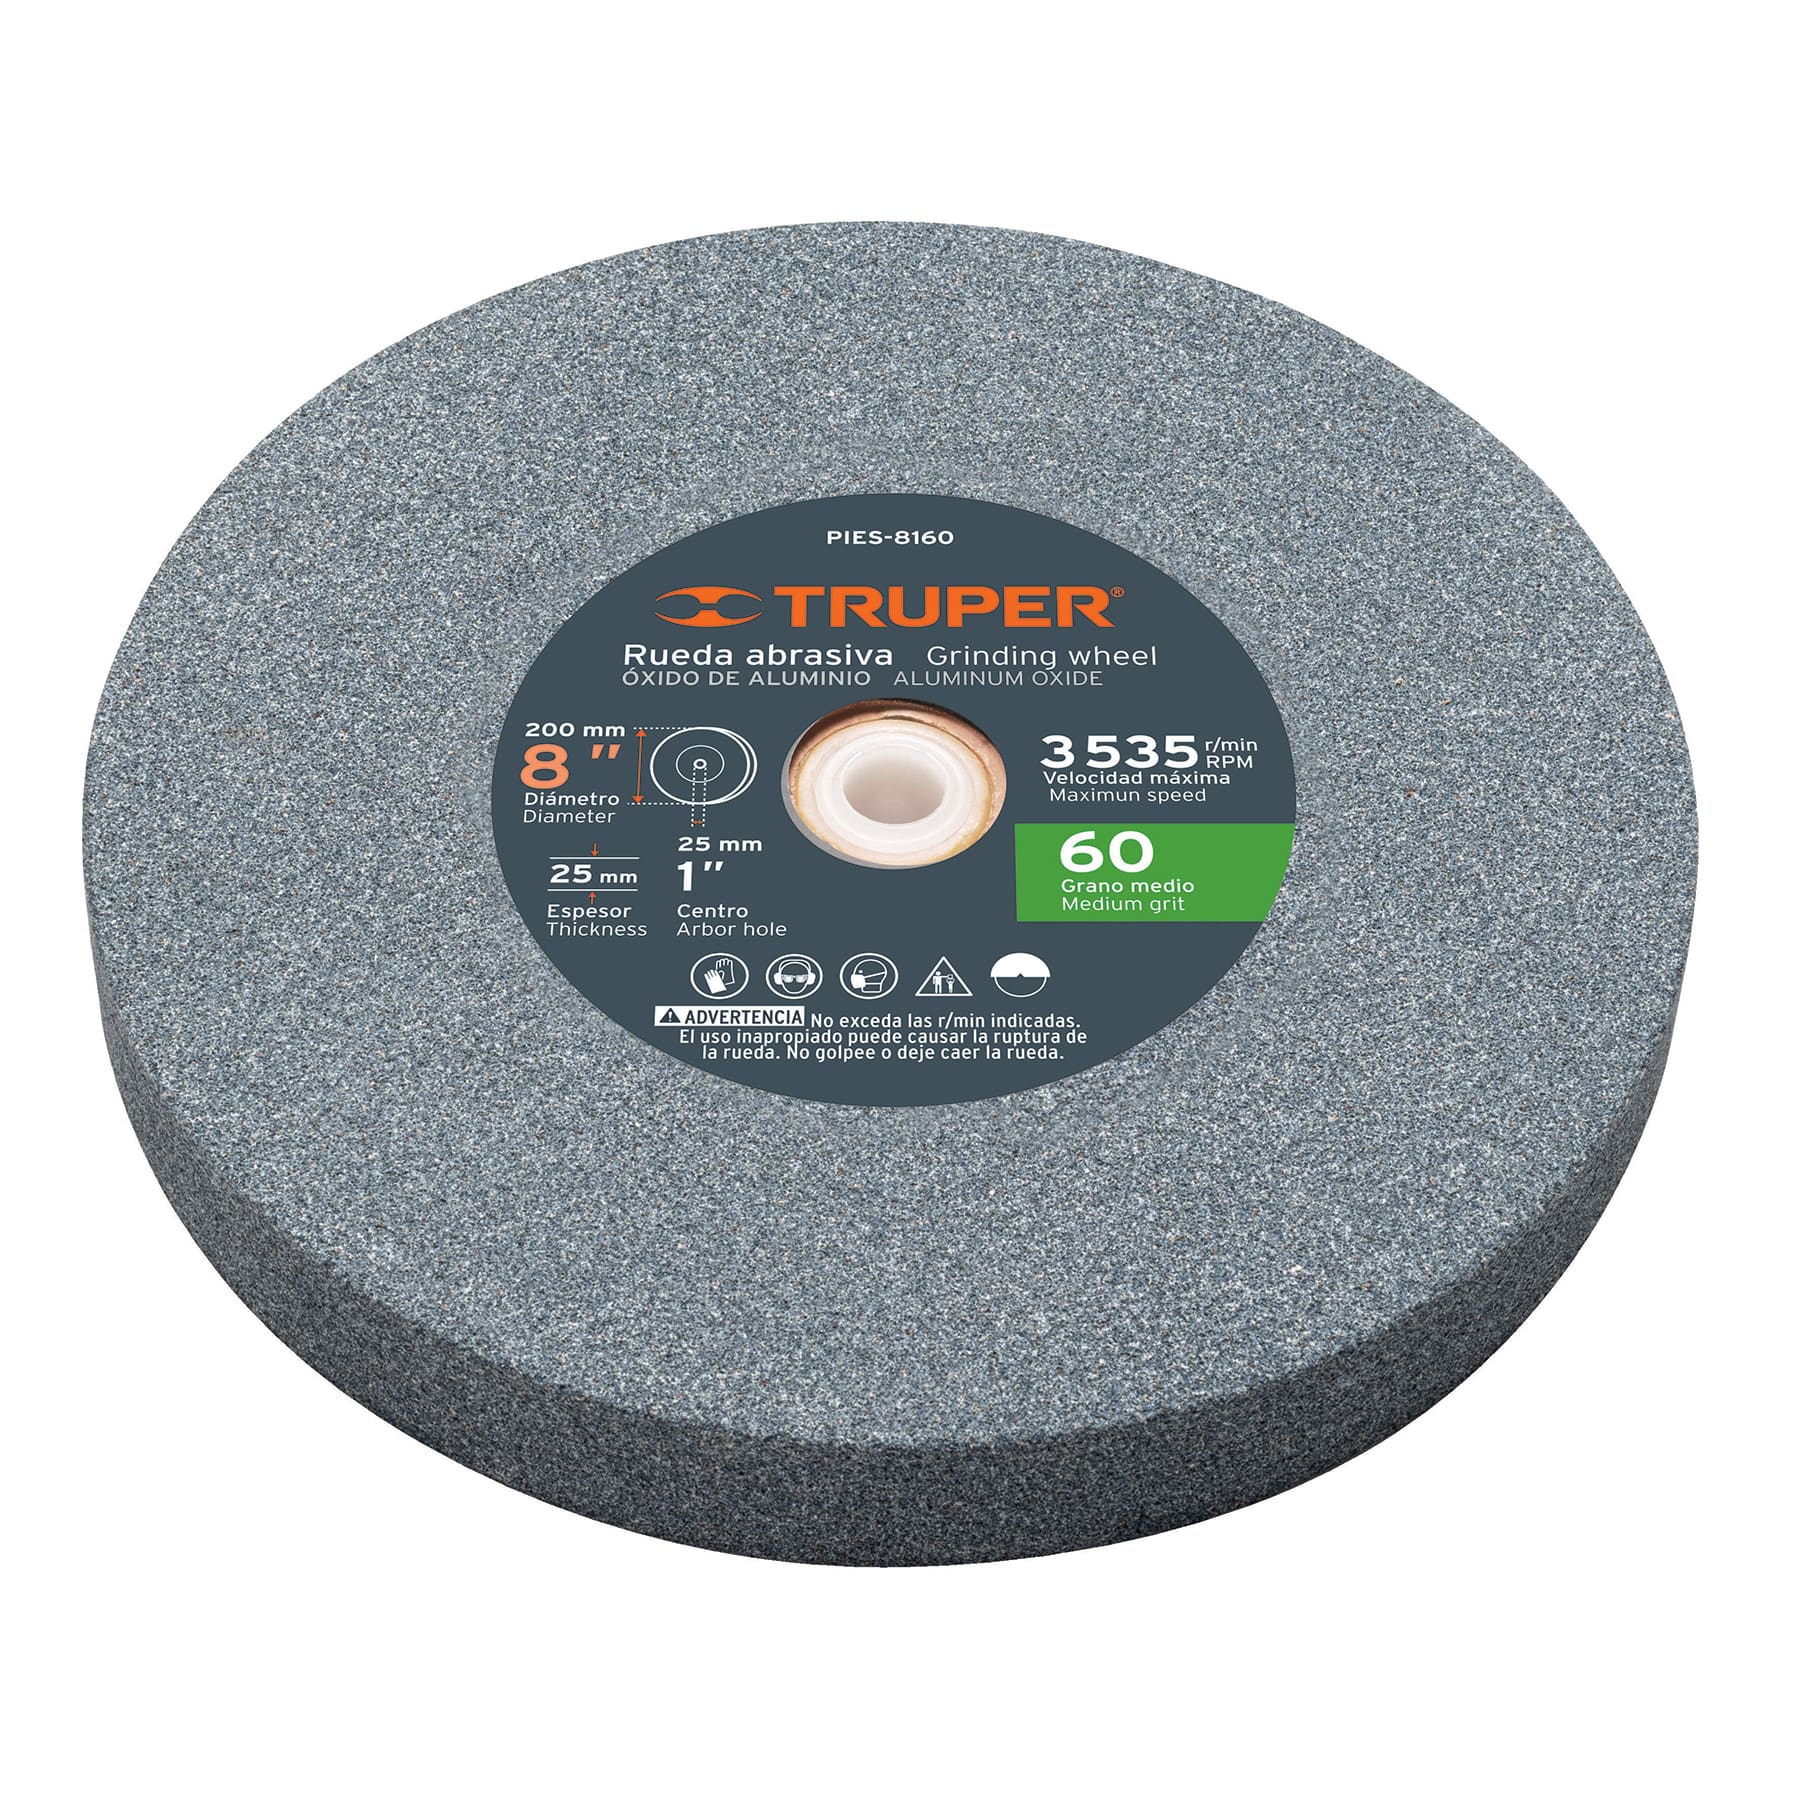 PIES-8160
TRUPER®
Rueda abrasiva Grinding wheel
ÓXIDO DE ALUMINIO ALUMINUM OXIDE
200 mm
8"
Diámetro
Diameter
25 mm
Espesor
Thickness
25 mm
1"
Centro
Arbor hole
3535 r/min RPM
Velocidad máxima
Maximun speed
60
Grano medio
Medium grit
ADVERTENCIA No exceda las r/min indicadas.
El uso inapropiado puede causar la ruptura de
la rueda. No golpee o deje caer la rueda.